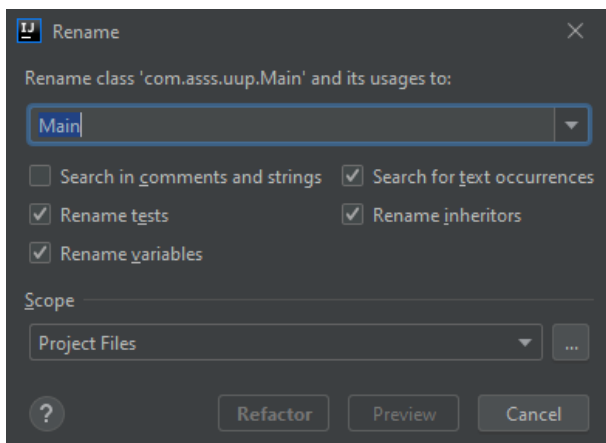 IJ Rename
Rename class 'com.asss.uup.Main' and its usages to:
Main
Search in comments and strings Search for text occurrences
Rename tests Rename inheritors
Rename variables
Scope
Project Files ...
? Refactor Preview Cancel